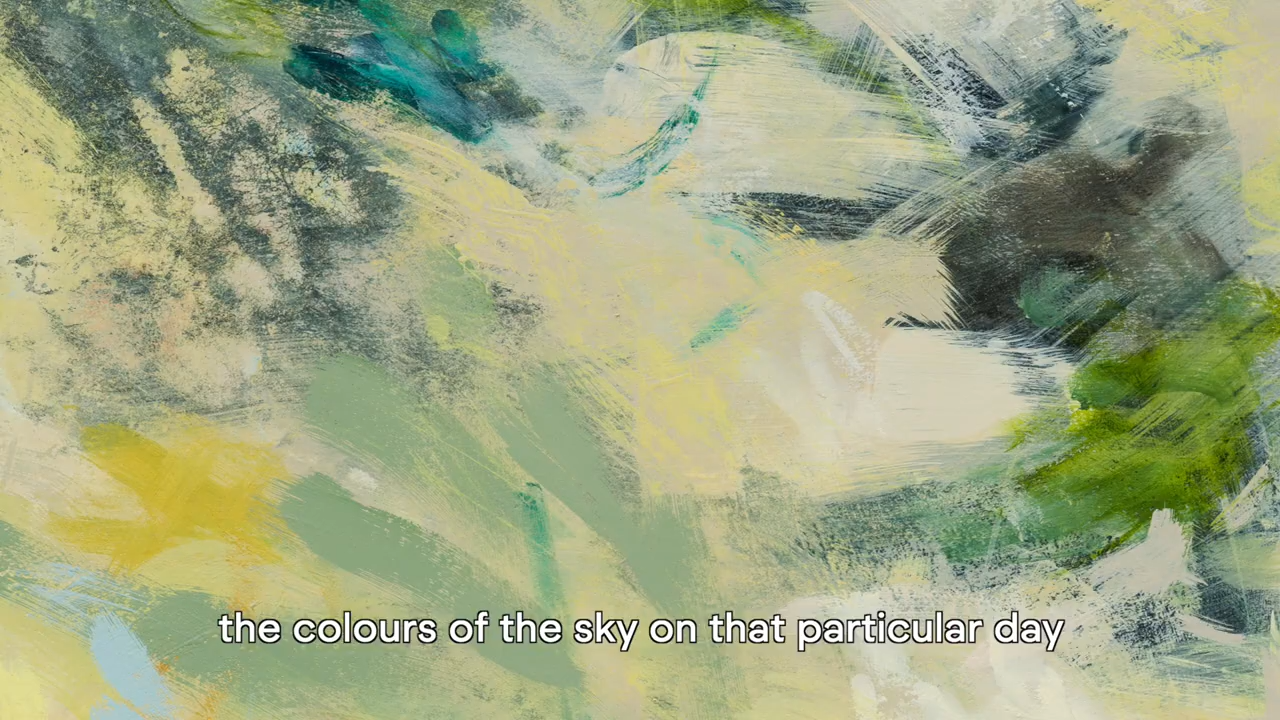 the colours of the sky on that particular day